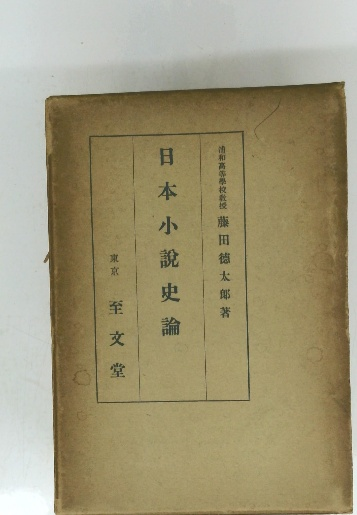 浦和高等學校敎授 藤田德太郎著
日本小說史論
東京 至文堂